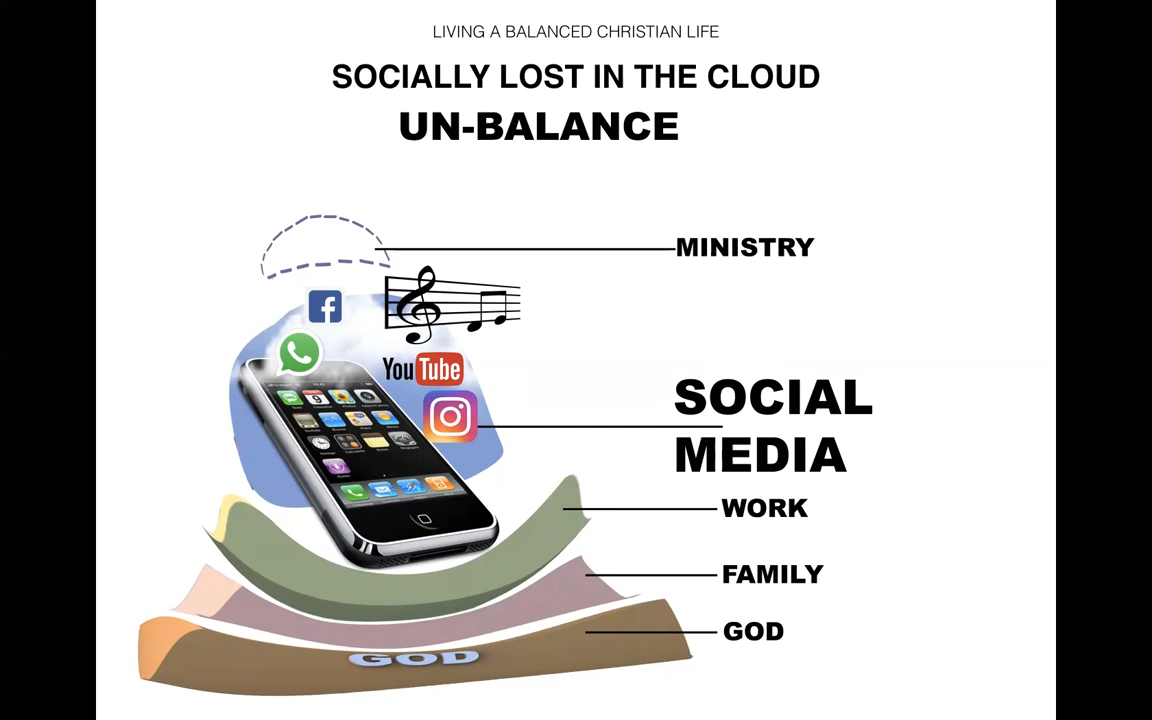 LIVING A BALANCED CHRISTIAN LIFE
SOCIALLY LOST IN THE CLOUD
UN-BALANCE
MINISTRY
YouTube
SOCIAL
MEDIA
WORK
FAMILY
GOD
GOD